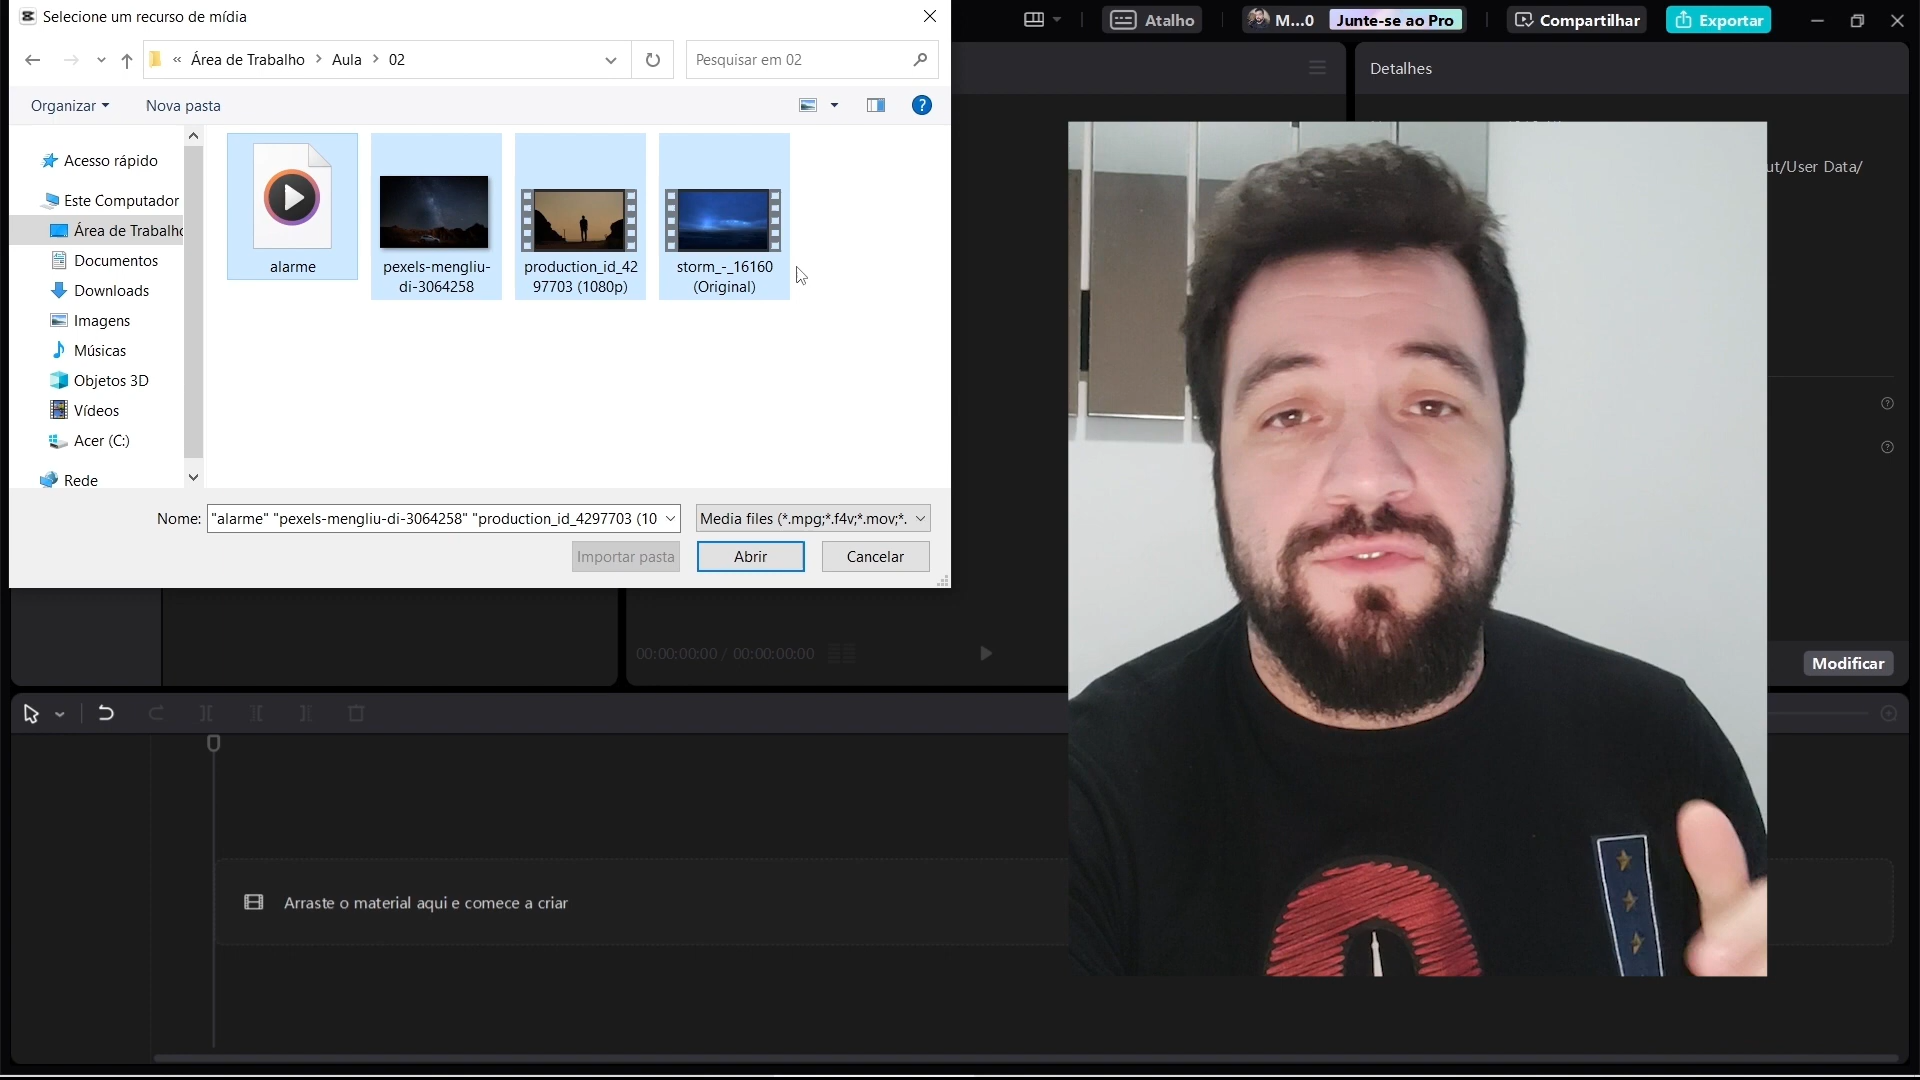 Selecione um recurso de mídia
« Área de Trabalho > Aula > 02
Pesquisar em 02
Organizar
Nova pasta
Acesso rápido
Este Computador
Área de Trabalho
Documentos
Downloads
Imagens
Músicas
Objetos 3D
Vídeos
Acer (C:)
Rede
alarme
pexels-mengliu-
di-3064258
production_id_42
97703 (1080p)
storm_-_16160
(Original)
Nome: "alarme" "pexels-mengliu-di-3064258" "production_id_4297703 (10
Media files (*.mpg;*.f4v;*.mov;*.
Importar pasta
Abrir
Cancelar
Atalho
M...0
Junte-se ao Pro
Compartilhar
Exportar
Detalhes
ut/User Data/
00:00:00:00 / 00:00:00:00
Modificar
Arraste o material aqui e comece a criar